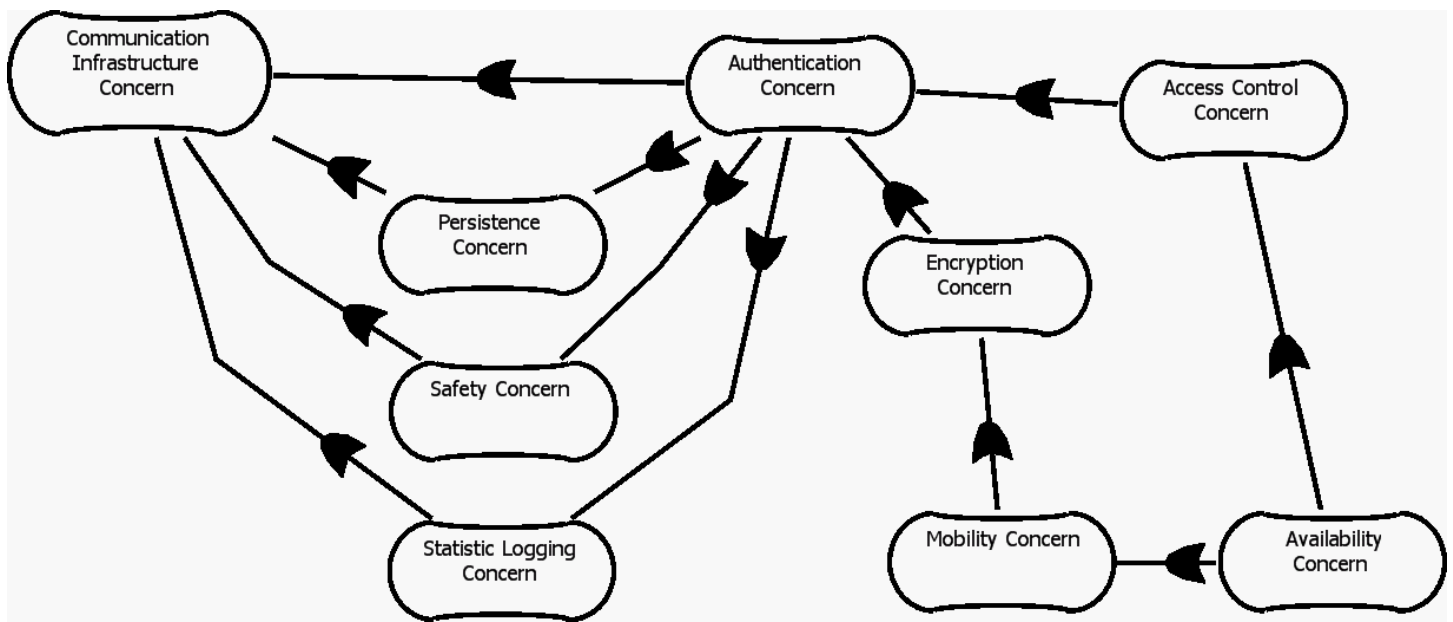 Communication
Infrastructure
Concern
Authentication
Concern
Access Control
Concern
Persistence
Concern
Encryption
Concern
Safety Concern
Statistic Logging
Concern
Mobility Concern
Availability
Concern